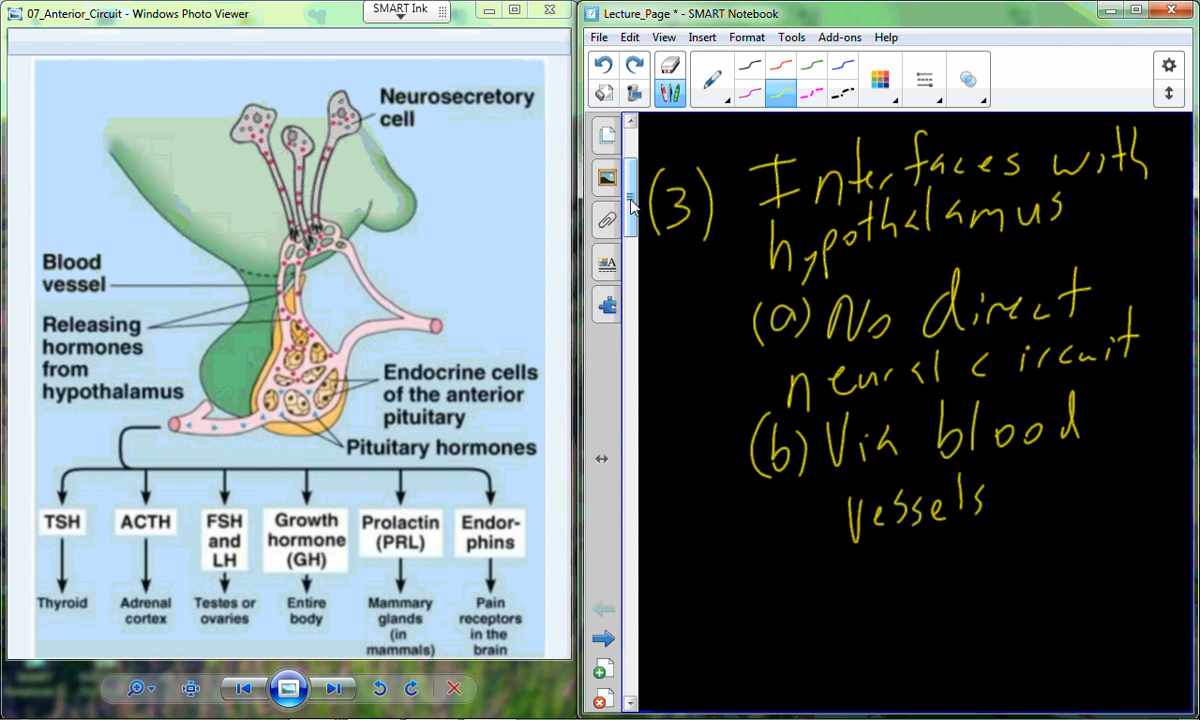 07_Anterior_Circuit - Windows Photo Viewer
SMART Ink
Neurosecretory
cell
Blood
vessel
Releasing
hormones
from
hypothalamus
Endocrine cells
of the anterior
pituitary
Pituitary hormones
TSH
ACTH
FSH
and
LH
Growth
hormone
(GH)
Prolactin
(PRL)
Endor-
phins
Thyroid
Adrenal
cortex
Testes or
ovaries
Entire
body
Mammary
glands
(in
mammals)
Pain
receptors
in the
brain
Lecture_Page * - SMART Notebook
File Edit View Insert Format Tools Add-ons Help
(3) Interfaces with
hypothalamus
(a) No direct
neural circuit
(b) Via blood
vessels